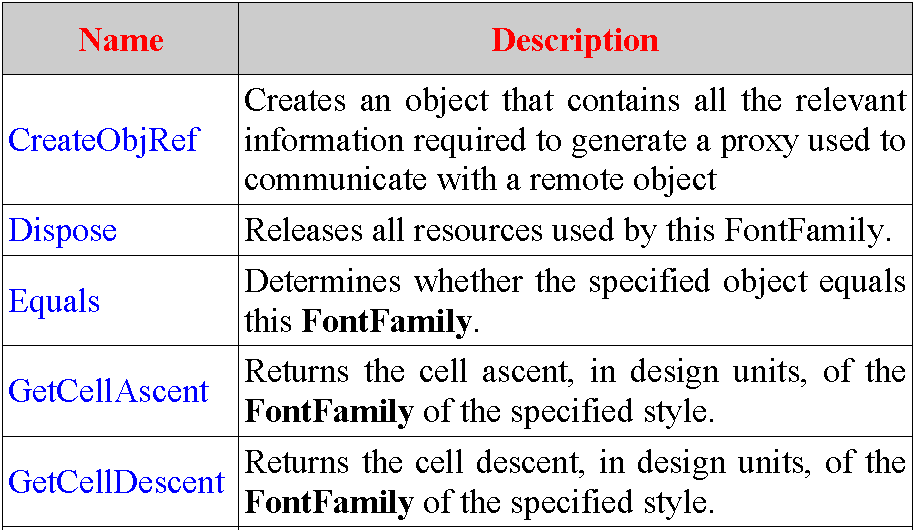 Name Description
CreateObjRef
Creates an object that contains all the relevant
information required to generate a proxy used to
communicate with a remote object
Dispose
Releases all resources used by this FontFamily.
Equals
Determines whether the specified object equals
this FontFamily.
GetCellAscent
Returns the cell ascent, in design units, of the
FontFamily of the specified style.
GetCellDescent
Returns the cell descent, in design units, of the
FontFamily of the specified style.